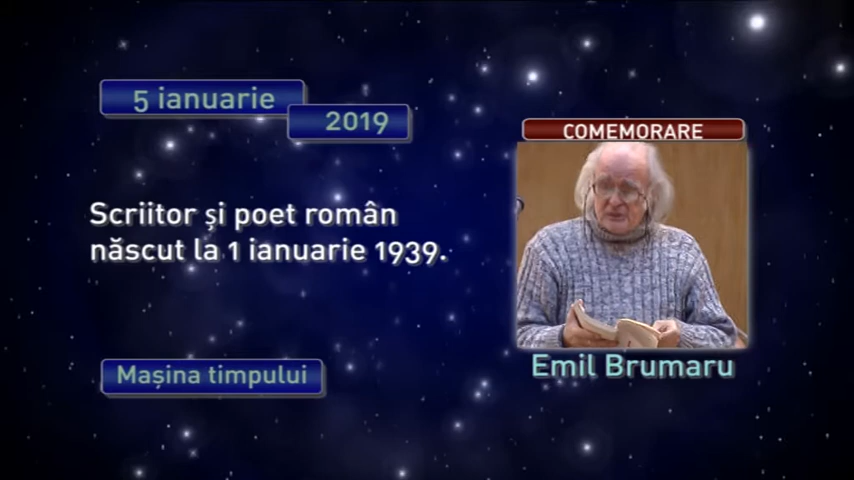 5 ianuarie
2019
COMEMORARE
Scriitor și poet român
născut la 1 ianuarie 1939.
Emil Brumaru
Mașina timpului